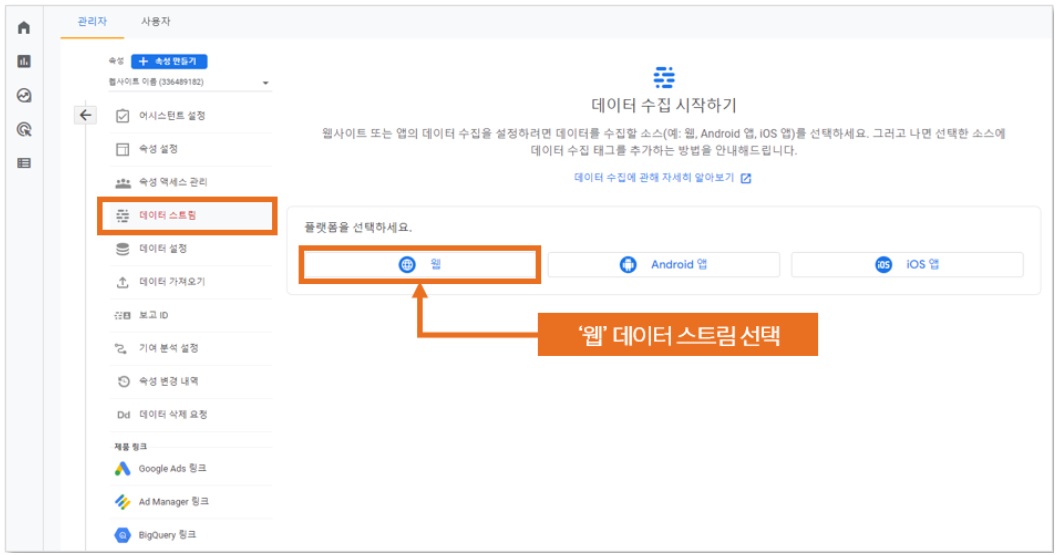 관리자 사용자
속성 + 속성 만들기
웹사이트 이름 (336489182)
어시스턴트 설정
속성 설정
속성 액세스 관리
데이터 스트림
데이터 설정
데이터 가져오기
보고 ID
기여 분석 설정
속성 변경 내역
Dd 데이터 삭제 요청
제품 링크
Google Ads 링크
Ad Manager 링크
BigQuery 링크
데이터 수집 시작하기
웹사이트 또는 앱의 데이터 수집을 설정하려면 데이터를 수집할 소스(예: 웹, Android 앱, iOS 앱)를 선택하세요. 그러고 나면 선택한 소스에
데이터 수집 태그를 추가하는 방법을 안내해드립니다.
데이터 수집에 관해 자세히 알아보기
플랫폼을 선택하세요.
웹 Android 앱 iOS iOS 앱
‘웹’ 데이터 스트림 선택